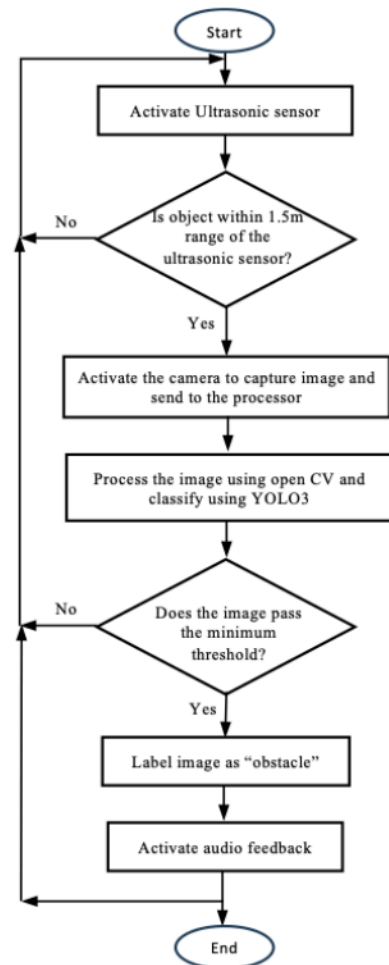 Start
Activate Ultrasonic sensor
Is object within 1.5m
range of the
ultrasonic sensor?
No
Yes
Activate the camera to capture image and
send to the processor
Process the image using open CV and
classify using YOLO3
Does the image pass
the minimum
threshold?
No
Yes
Label image as “obstacle”
Activate audio feedback
End